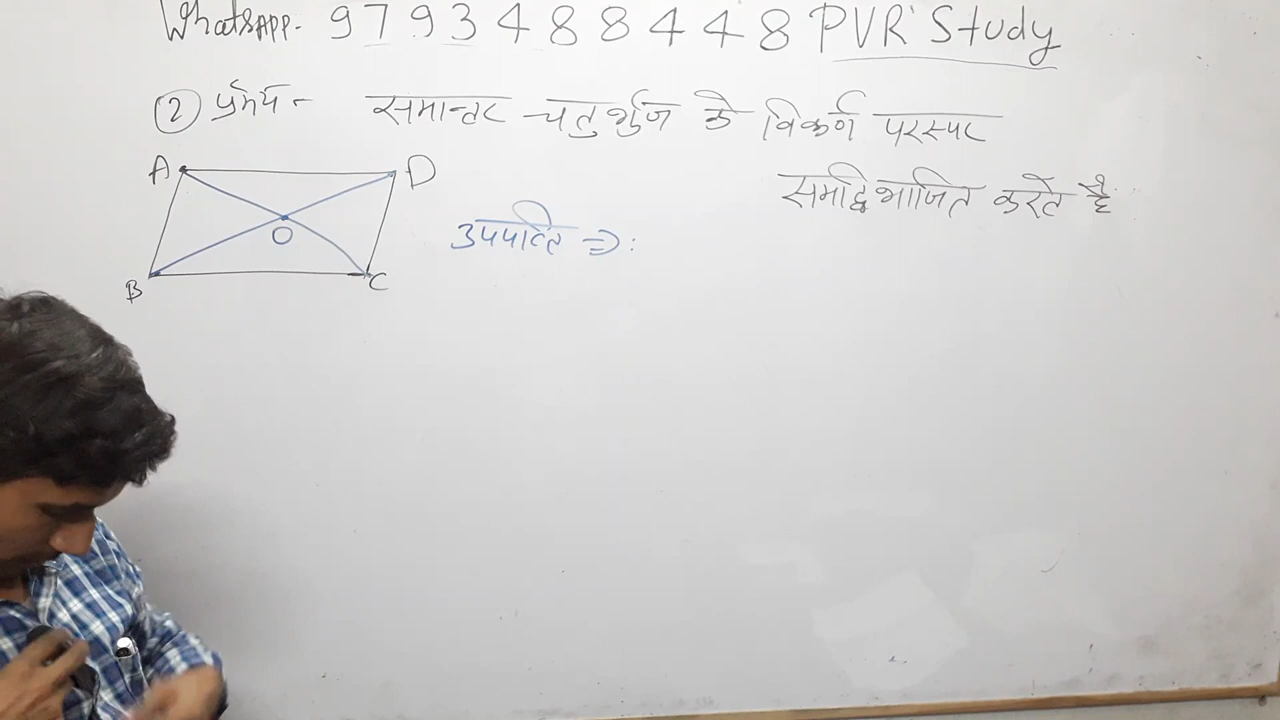 WhatsApp- 9793488448 PVR Study
② प्रमेय - समान्तर चतुर्भुज के विकर्ण परस्पर
समद्विभाजित करते है
A D
O
B C
उपपत्ति ⇒: